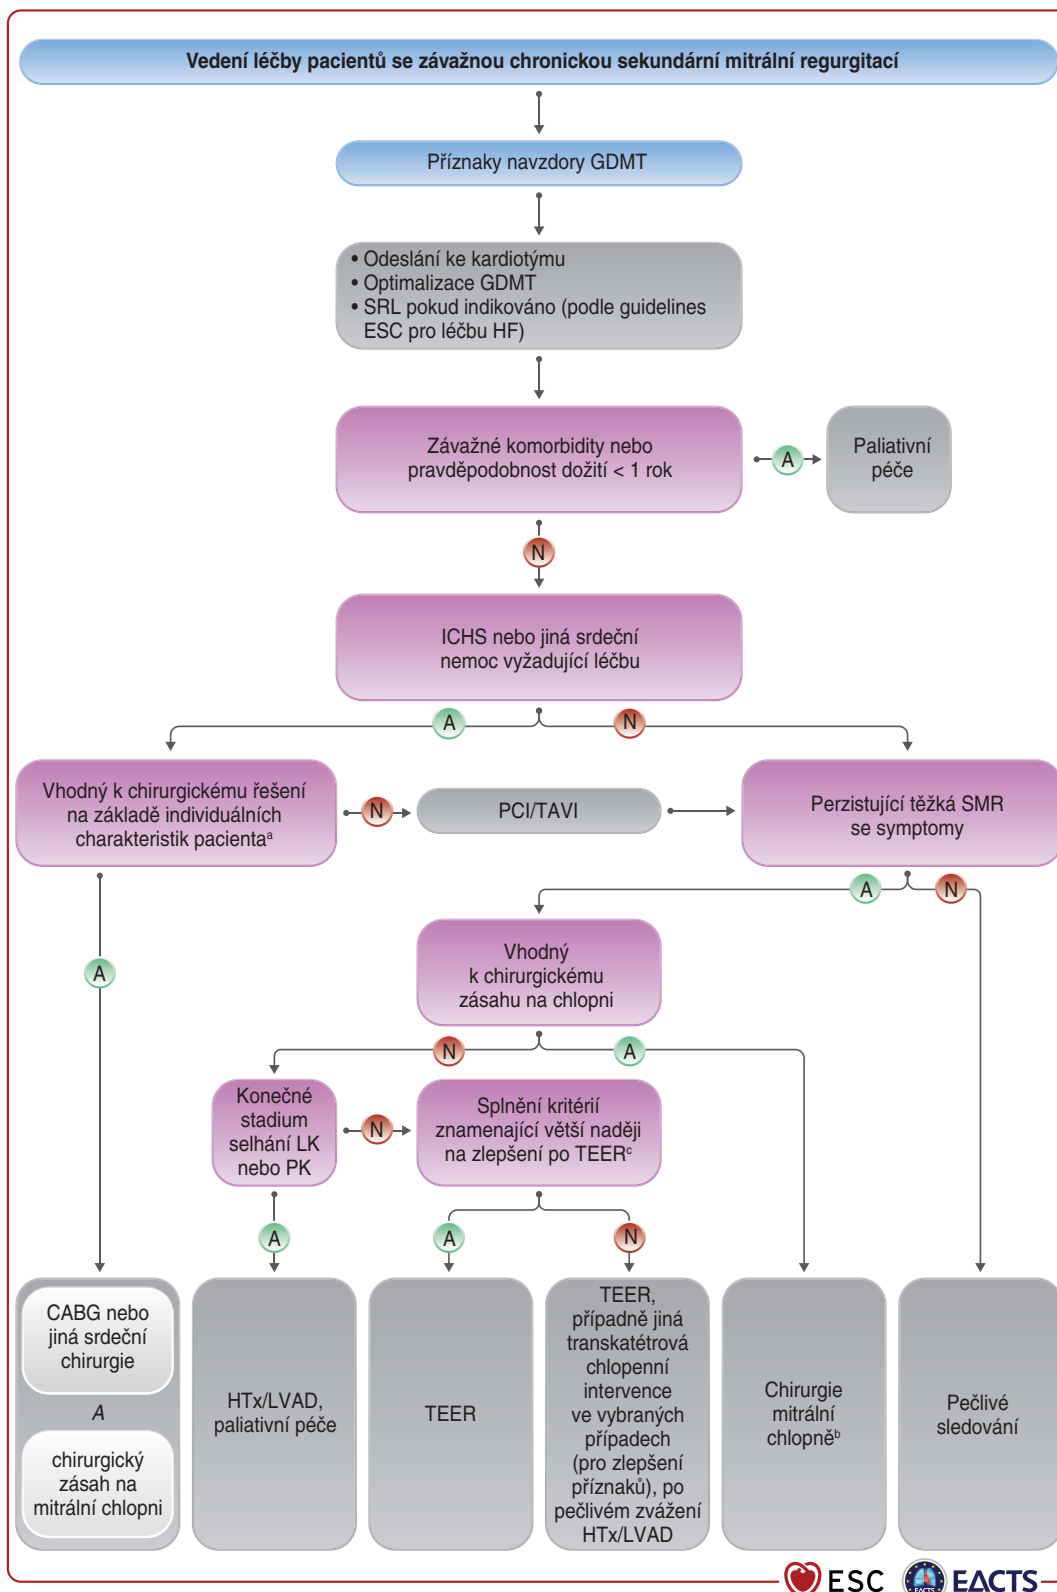 Vedení léčby pacientů se závažnou chronickou sekundární mitrální regurgitací
Příznaky navzdory GDMT
• Odeslání ke kardiotýmu
• Optimalizace GDMT
• SRL pokud indikováno (podle guidelines
ESC pro léčbu HF)
Závažné komorbidity nebo
pravděpodobnost dožití < 1 rok
A
Paliativní
péče
N
ICHS nebo jiná srdeční
nemoc vyžadující léčbu
A
N
Vhodný k chirurgickému řešení
na základě individuálních
charakteristik pacientaᵃ
N
PCI/TAVI
Perzistující těžká SMR
se symptomy
A
N
Vhodný
k chirurgickému
zásahu na chlopni
A
N
A
Konečné
stadium
selhání LK
nebo PK
N
Splnění kritérií
znamenající větší naději
na zlepšení po TEERᶜ
A
A
N
CABG nebo
jiná srdeční
chirurgie
A
chirurgický
zásah na
mitrální chlopni
HTx/LVAD,
paliativní péče
TEER
TEER,
případně jiná
transkatétrová
chlopenní
intervence
ve vybraných
případech
(pro zlepšení
příznaků), po
pečlivém zvážení
HTx/LVAD
Chirurgie
mitrální
chlopněᵇ
Pečlivé
sledování
ESC
EACTS
EACTS